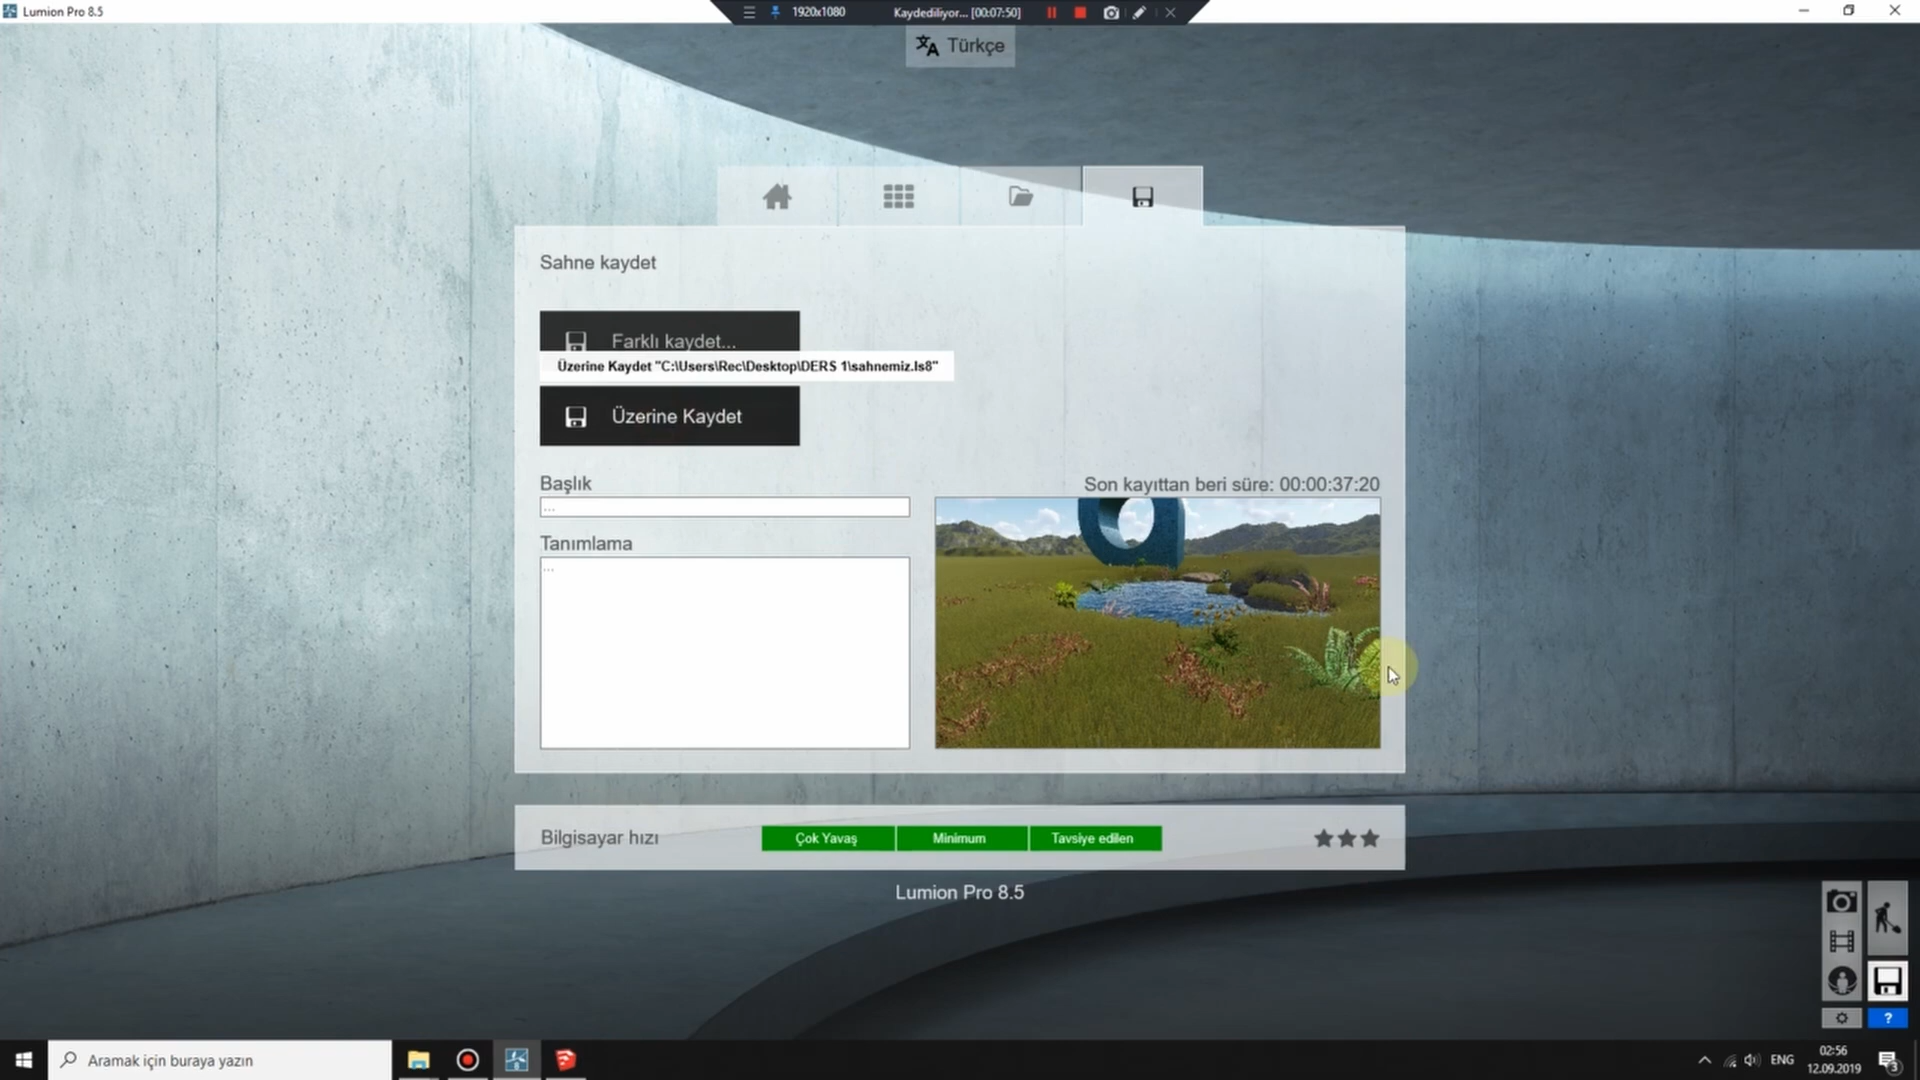 Lumion Pro 8.5
1920x1080
Kaydediliyor... [00:07:50]
Türkçe
Sahne kaydet
Farklı kaydet...
Üzerine Kaydet "C:\Users\Rec\Desktop\DERS 1\sahnemiz.ls8"
Üzerine Kaydet
Başlık
Son kayıttan beri süre: 00:00:37:20
...
Tanımlama
...
Bilgisayar hızı
Çok Yavaş
Minimum
Tavsiye edilen
Lumion Pro 8.5
?
Aramak için buraya yazın
ENG
02:56
12.09.2019
3